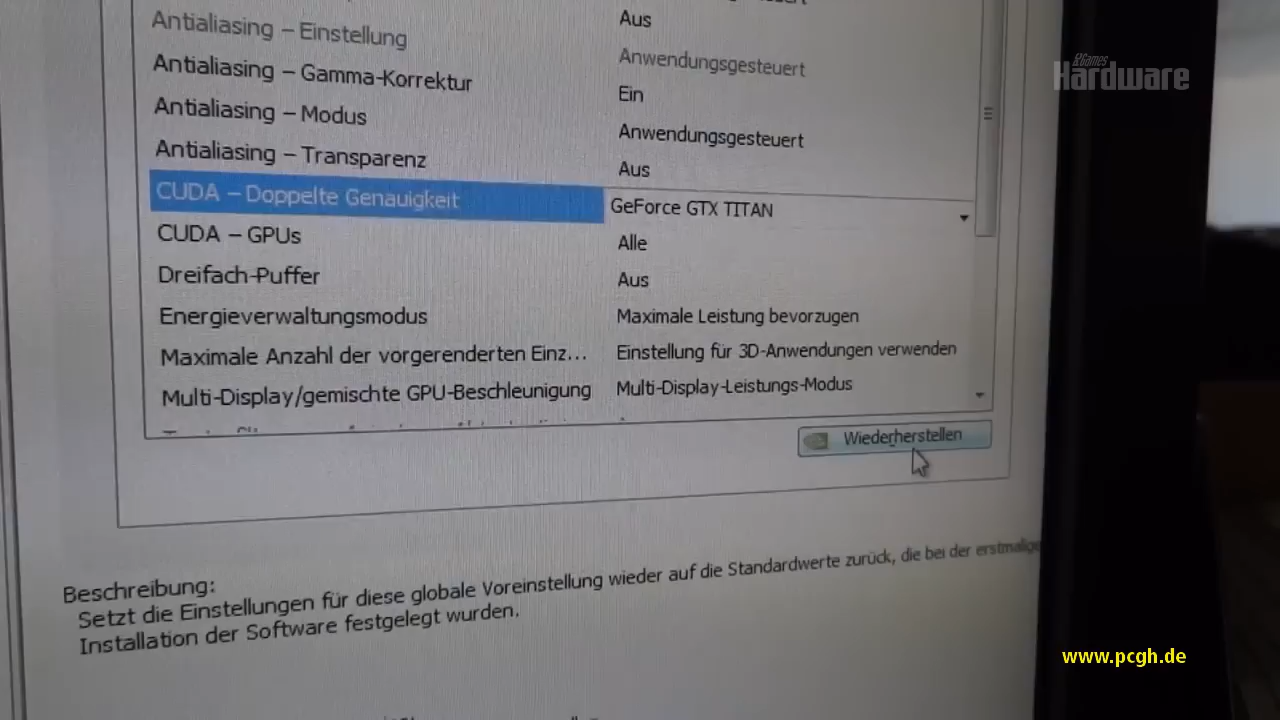 Aus
Antialiasing – Einstellung Anwendungsgesteuert
Antialiasing – Gamma-Korrektur Ein
Antialiasing – Modus Anwendungsgesteuert
Antialiasing – Transparenz Aus
CUDA – Doppelte Genauigkeit GeForce GTX TITAN
CUDA – GPUs Alle
Dreifach-Puffer Aus
Energieverwaltungsmodus Maximale Leistung bevorzugen
Maximale Anzahl der vorgerenderten Einz... Einstellung für 3D-Anwendungen verwenden
Multi-Display/gemischte GPU-Beschleunigung Multi-Display-Leistungs-Modus
Wiederherstellen
Beschreibung:
Setzt die Einstellungen für diese globale Voreinstellung wieder auf die Standardwerte zurück, die bei der erstmalige
Installation der Software festgelegt wurden.
PC Games
Hardware
www.pcgh.de